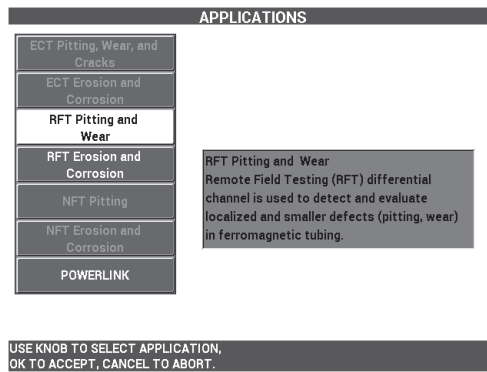 APPLICATIONS
ECT Pitting, Wear, and
Cracks
ECT Erosion and
Corrosion
RFT Pitting and
Wear
RFT Erosion and
Corrosion
NFT Pitting
NFT Erosion and
Corrosion
POWERLINK
RFT Pitting and Wear
Remote Field Testing (RFT) differential
channel is used to detect and evaluate
localized and smaller defects (pitting, wear)
in ferromagnetic tubing.
USE KNOB TO SELECT APPLICATION,
OK TO ACCEPT, CANCEL TO ABORT.